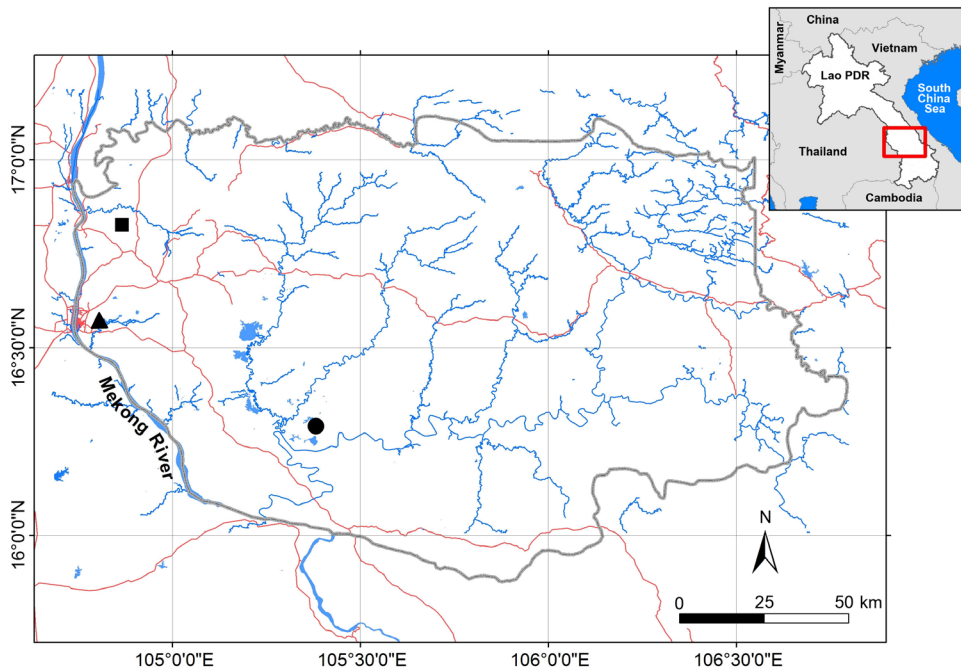 China
Myanmar
Vietnam
Lao PDR
South
China
Sea
Thailand
Cambodia
17°0'0"N
16°30'0"N
16°0'0"N
Mekong River
N
0 25 50 km
105°0'0"E 105°30'0"E 106°0'0"E 106°30'0"E